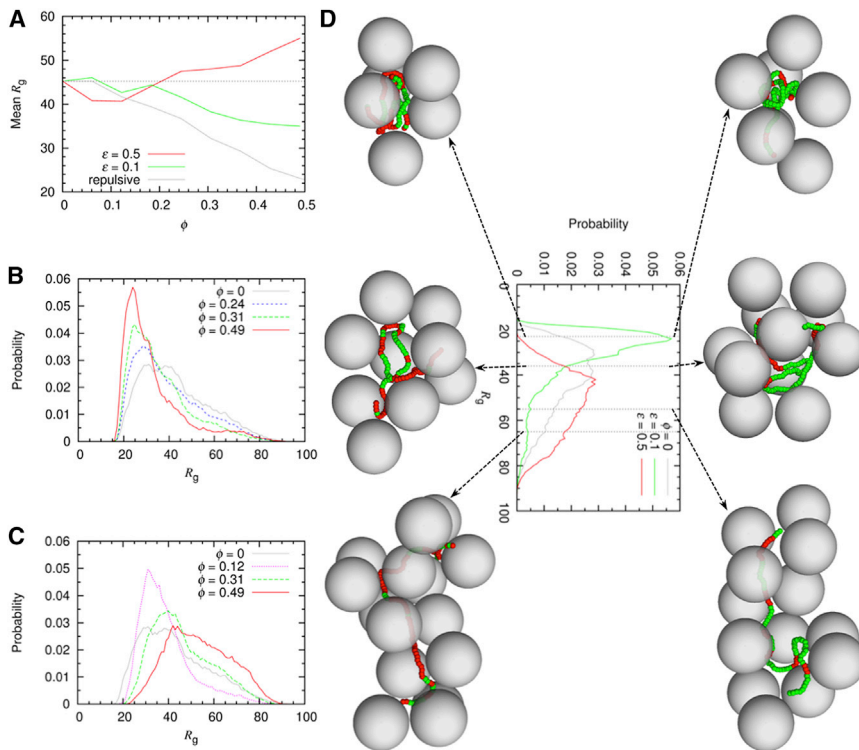 A
60
50
40
30
20
Mean Rg
ε = 0.5
ε = 0.1
repulsive
0
0.1
0.2
0.3
0.4
0.5
ϕ
B
0.06
0.05
0.04
0.03
0.02
0.01
0
Probability
ϕ = 0
ϕ = 0.24
ϕ = 0.31
ϕ = 0.49
0
20
40
60
80
100
Rg
C
0.06
0.05
0.04
0.03
0.02
0.01
0
Probability
ϕ = 0
ϕ = 0.12
ϕ = 0.31
ϕ = 0.49
0
20
40
60
80
100
Rg
D
Probability
0
0.01
0.02
0.03
0.04
0.05
0.06
0
20
40
60
80
100
Rg
ϕ = 0
ε = 0.1
ε = 0.5